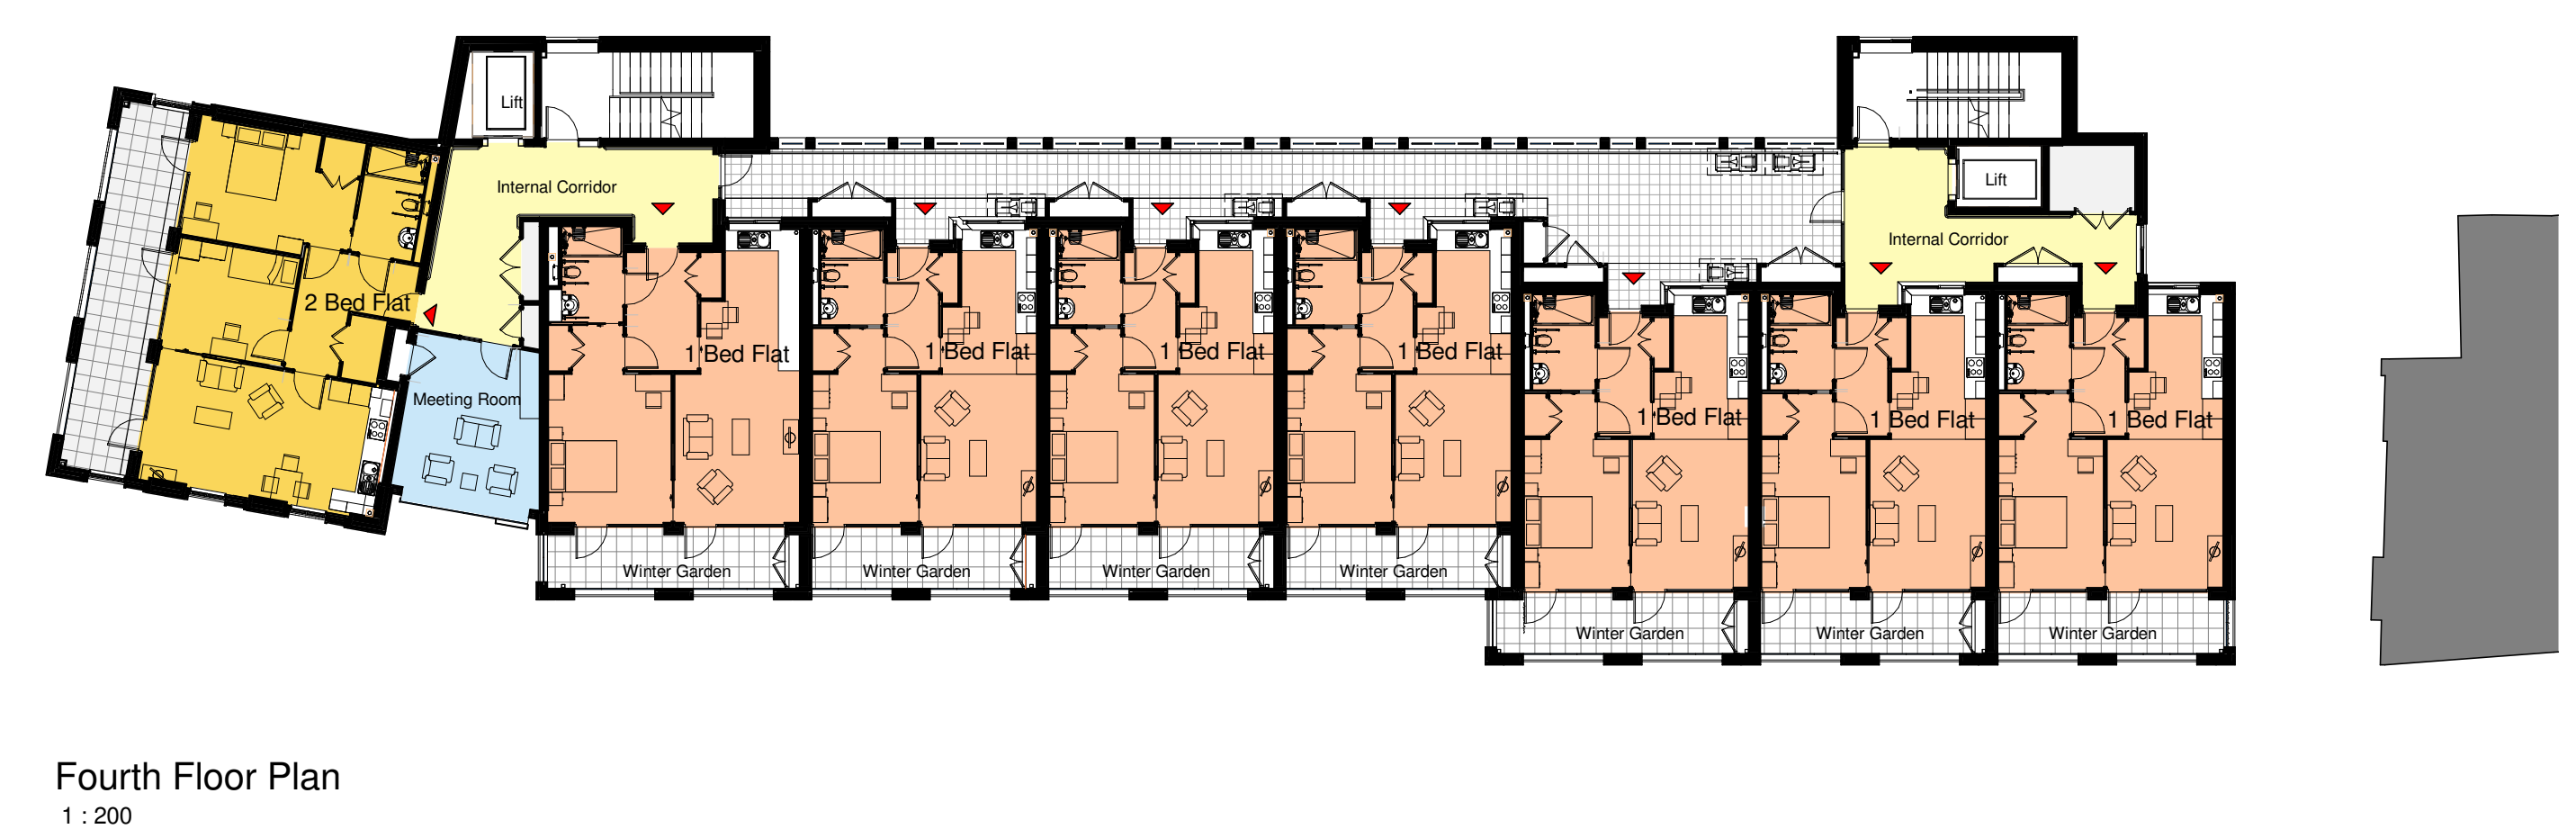 Lift
Internal Corridor
Lift
Internal Corridor
2 Bed Flat
1 Bed Flat
1 Bed Flat
1 Bed Flat
1 Bed Flat
Meeting Room
1 Bed Flat
1 Bed Flat
1 Bed Flat
Winter Garden
Winter Garden
Winter Garden
Winter Garden
Winter Garden
Winter Garden
Winter Garden
Fourth Floor Plan
1 : 200